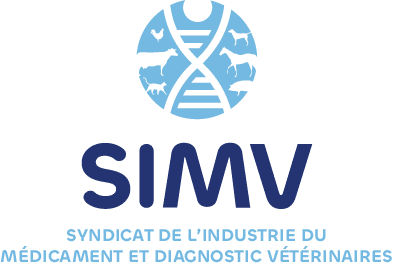 SIMV
SYNDICAT DE L'INDUSTRIE DU
MÉDICAMENT ET DIAGNOSTIC VÉTÉRINAIRES